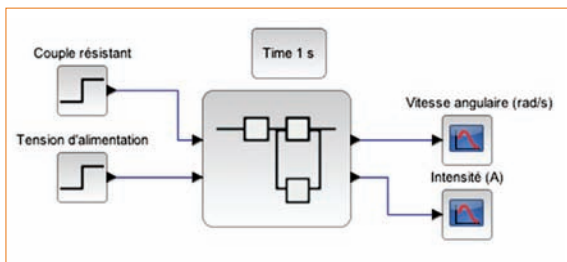 Couple résistant
Time 1 s
Vitesse angulaire (rad/s)
Tension d'alimentation
Intensité (A)